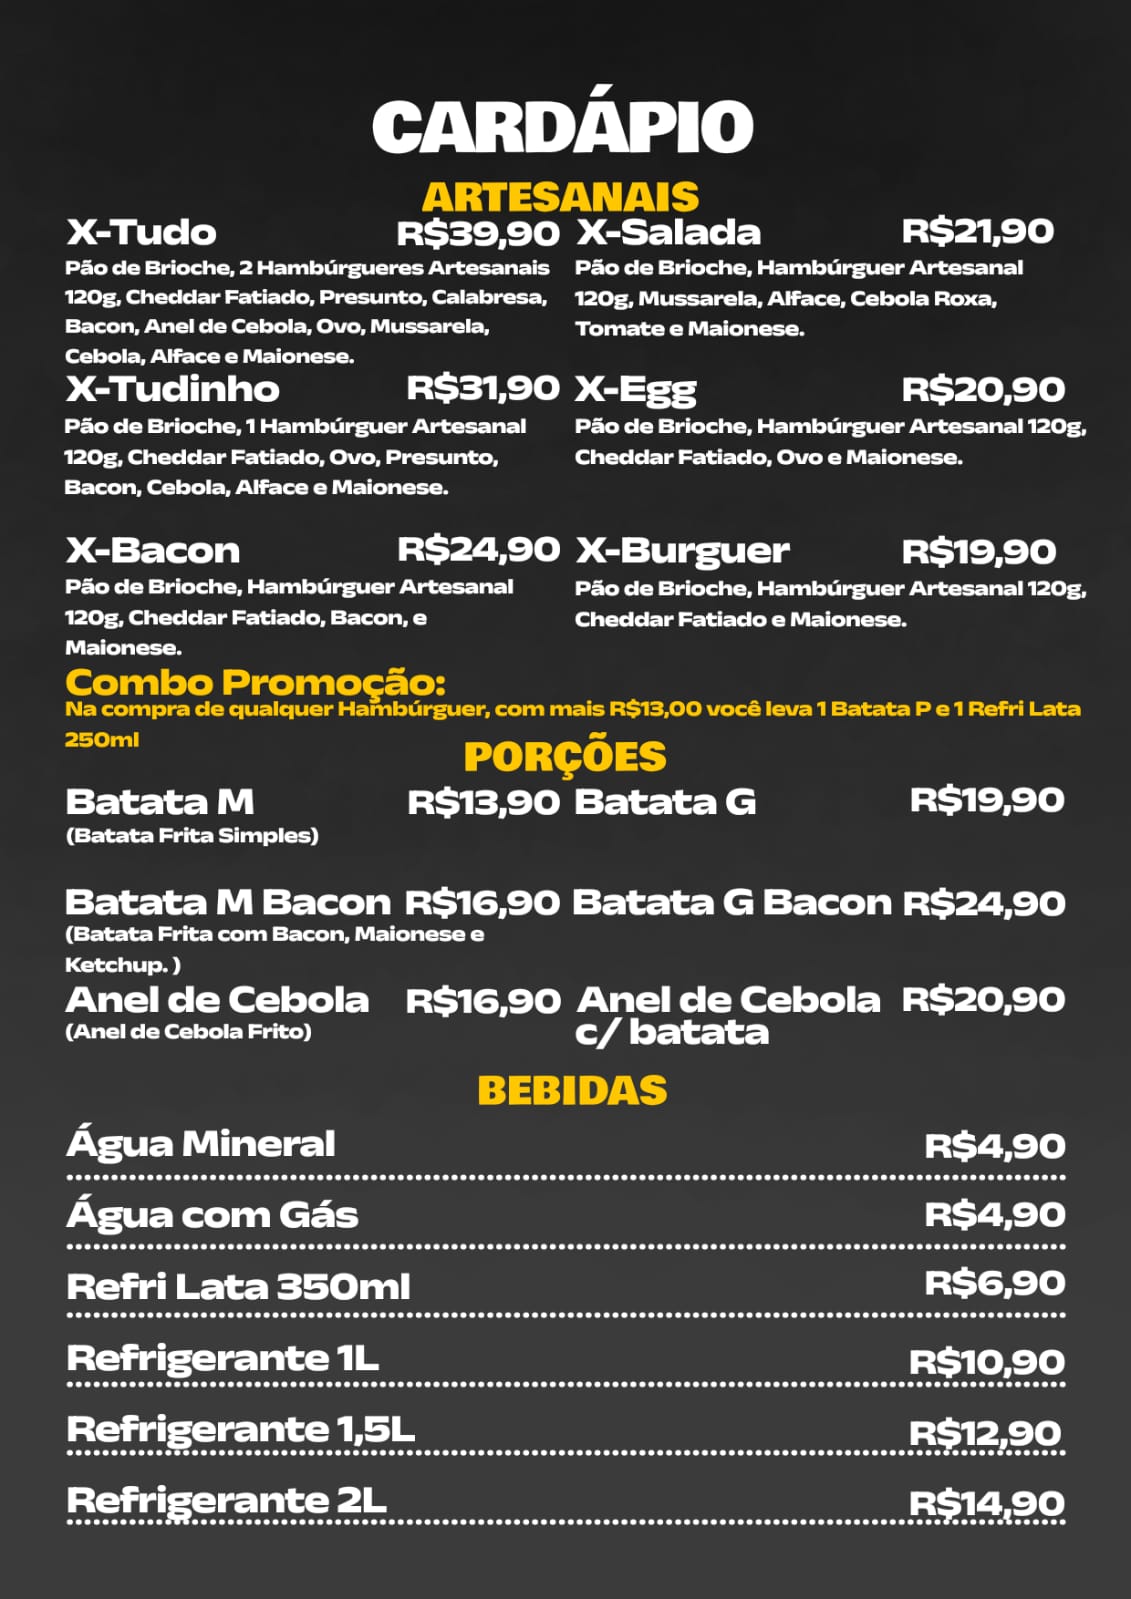 CARDÁPIO
ARTESANAIS
X-Tudo R$39,90
Pão de Brioche, 2 Hambúrgueres Artesanais
120g, Cheddar Fatiado, Presunto, Calabresa,
Bacon, Anel de Cebola, Ovo, Mussarela,
Cebola, Alface e Maionese.
X-Salada R$21,90
Pão de Brioche, Hambúrguer Artesanal
120g, Mussarela, Alface, Cebola Roxa,
Tomate e Maionese.
X-Tudinho R$31,90
Pão de Brioche, 1 Hambúrguer Artesanal
120g, Cheddar Fatiado, Ovo, Presunto,
Bacon, Cebola, Alface e Maionese.
X-Egg R$20,90
Pão de Brioche, Hambúrguer Artesanal 120g,
Cheddar Fatiado, Ovo e Maionese.
X-Bacon R$24,90
Pão de Brioche, Hambúrguer Artesanal
120g, Cheddar Fatiado, Bacon, e
Maionese.
X-Burguer R$19,90
Pão de Brioche, Hambúrguer Artesanal 120g,
Cheddar Fatiado e Maionese.
Combo Promoção:
Na compra de qualquer Hambúrguer, com mais R$13,00 você leva 1 Batata P e 1 Refri Lata
250ml
PORÇÕES
Batata M R$13,90
(Batata Frita Simples)
Batata G R$19,90
Batata M Bacon R$16,90
(Batata Frita com Bacon, Maionese e
Ketchup. )
Batata G Bacon R$24,90
Anel de Cebola R$16,90
(Anel de Cebola Frito)
Anel de Cebola R$20,90
c/ batata
BEBIDAS
Água Mineral R$4,90
Água com Gás R$4,90
Refri Lata 350ml R$6,90
Refrigerante 1L R$10,90
Refrigerante 1,5L R$12,90
Refrigerante 2L R$14,90